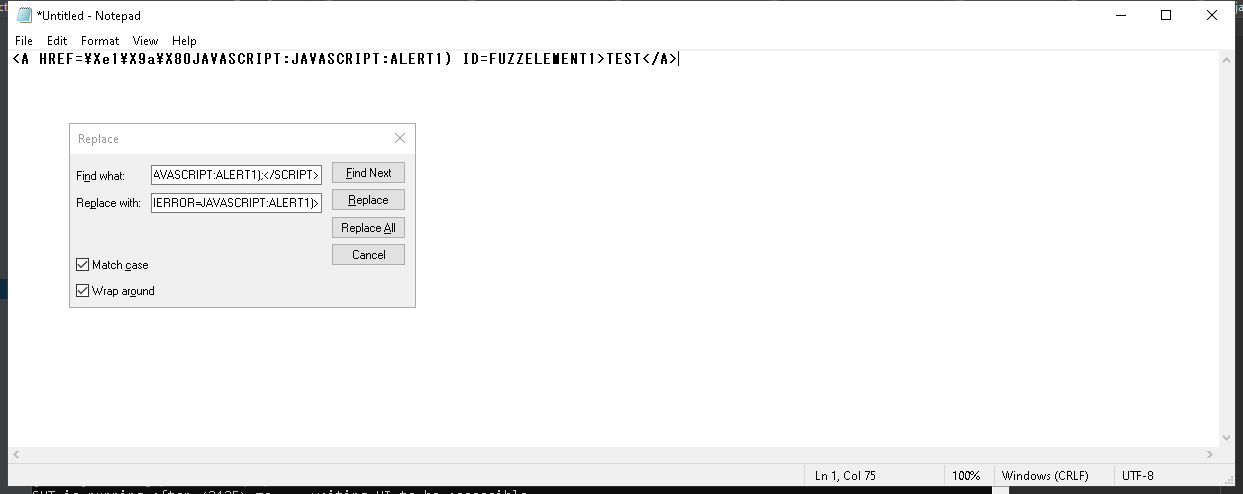 *Untitled - Notepad
File Edit Format View Help
<A HREF=¥Xe1¥X9a¥X80JAVASCRIPT:JAVASCRIPT:ALERT1) ID=FUZZELEMENT1>TEST</A>
Replace
Find what: AVASCRIPT:ALERT1);</SCRIPT> Find Next
Replace with: IERROR=JAVASCRIPT:ALERT1)> Replace
Replace All
Cancel
Match case
Wrap around
Ln 1, Col 75 100% Windows (CRLF) UTF-8